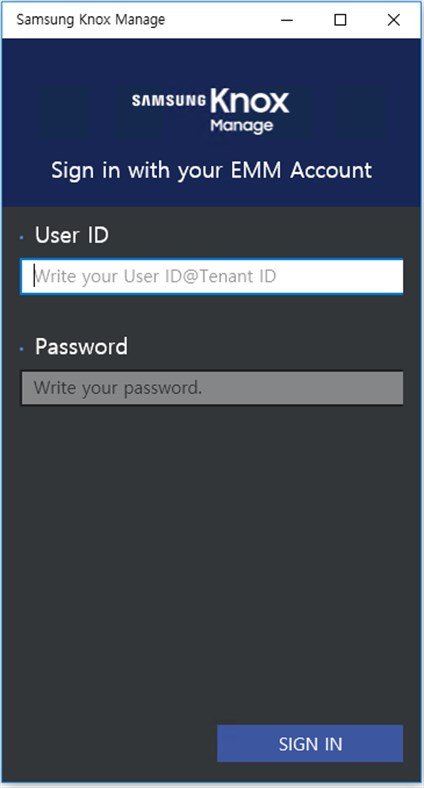 Samsung Knox Manage
SAMSUNG Knox
Manage
Sign in with your EMM Account
User ID
Write your User ID@Tenant ID
Password
Write your password.
SIGN IN